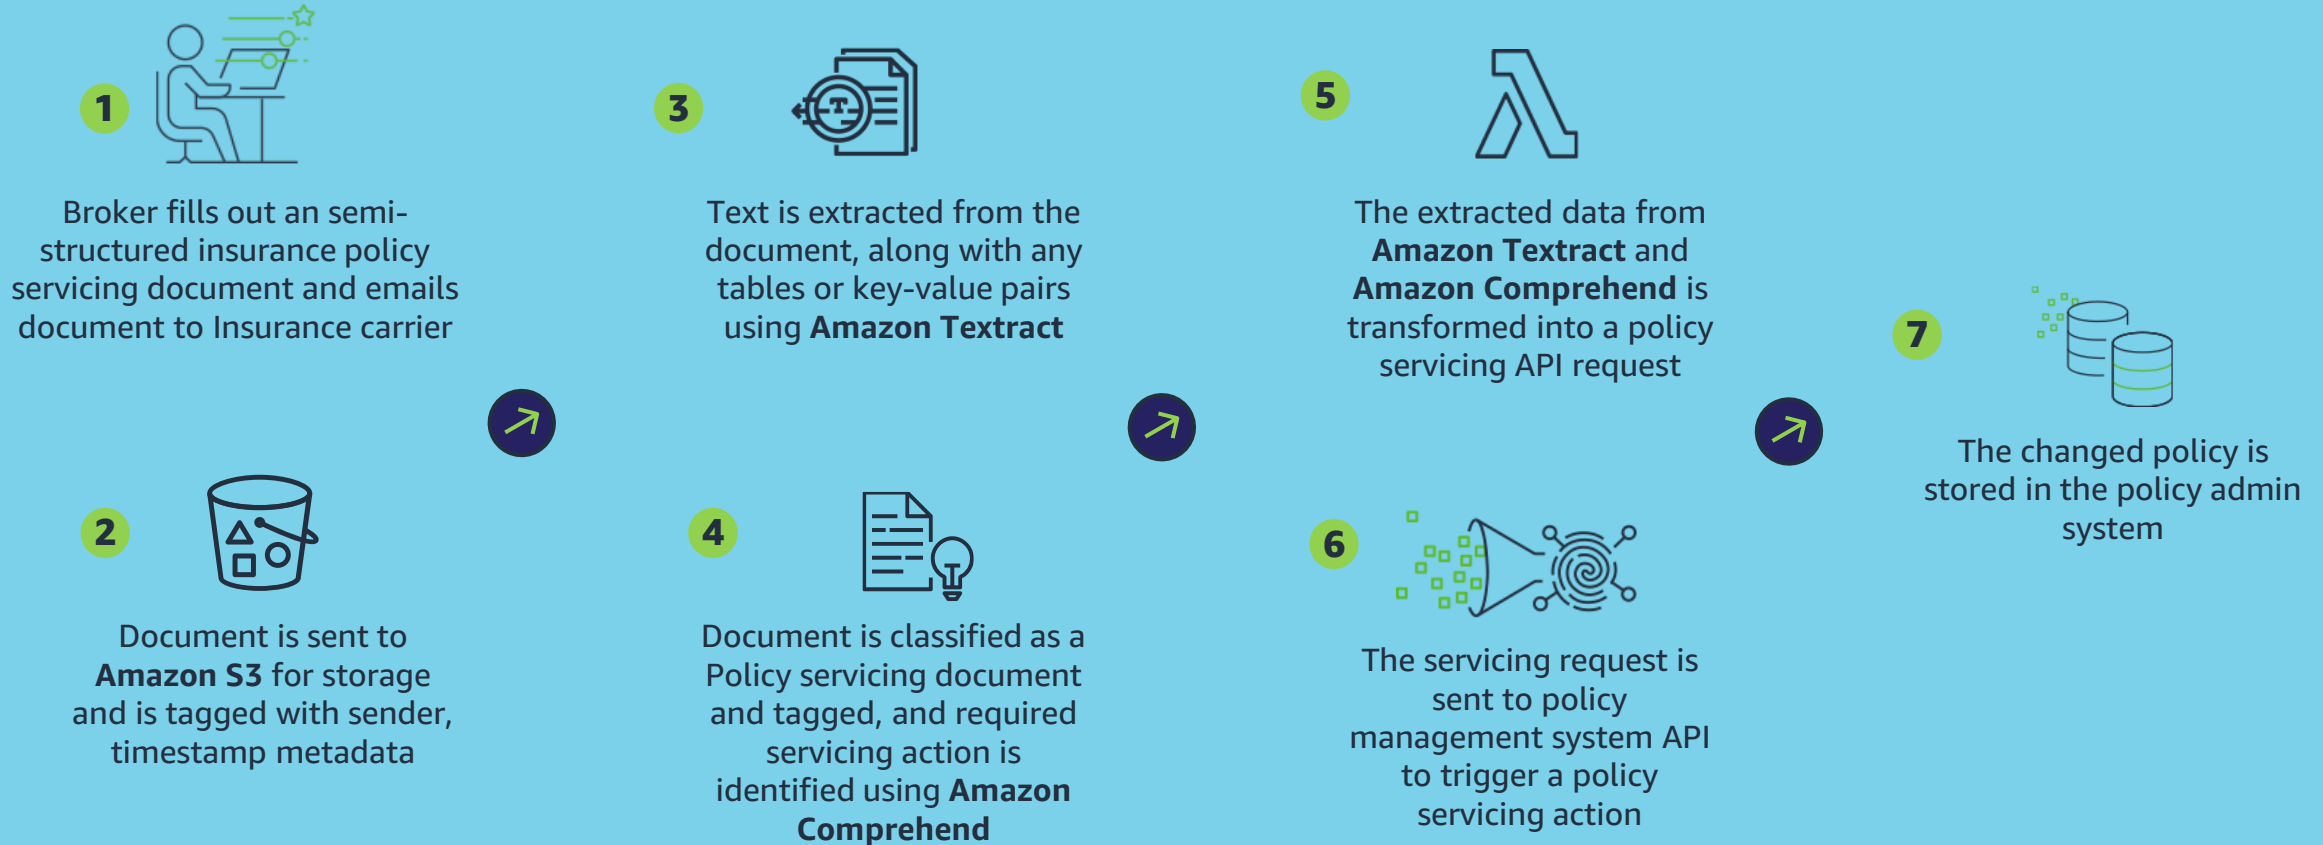 1
Broker fills out an semi-
structured insurance policy
servicing document and emails
document to Insurance carrier
2
Document is sent to
Amazon S3 for storage
and is tagged with sender,
timestamp metadata
3
Text is extracted from the
document, along with any
tables or key-value pairs
using Amazon Textract
4
Document is classified as a
Policy servicing document
and tagged, and required
servicing action is
identified using Amazon
Comprehend
5
The extracted data from
Amazon Textract and
Amazon Comprehend is
transformed into a policy
servicing API request
6
The servicing request is
sent to policy
management system API
to trigger a policy
servicing action
7
The changed policy is
stored in the policy admin
system